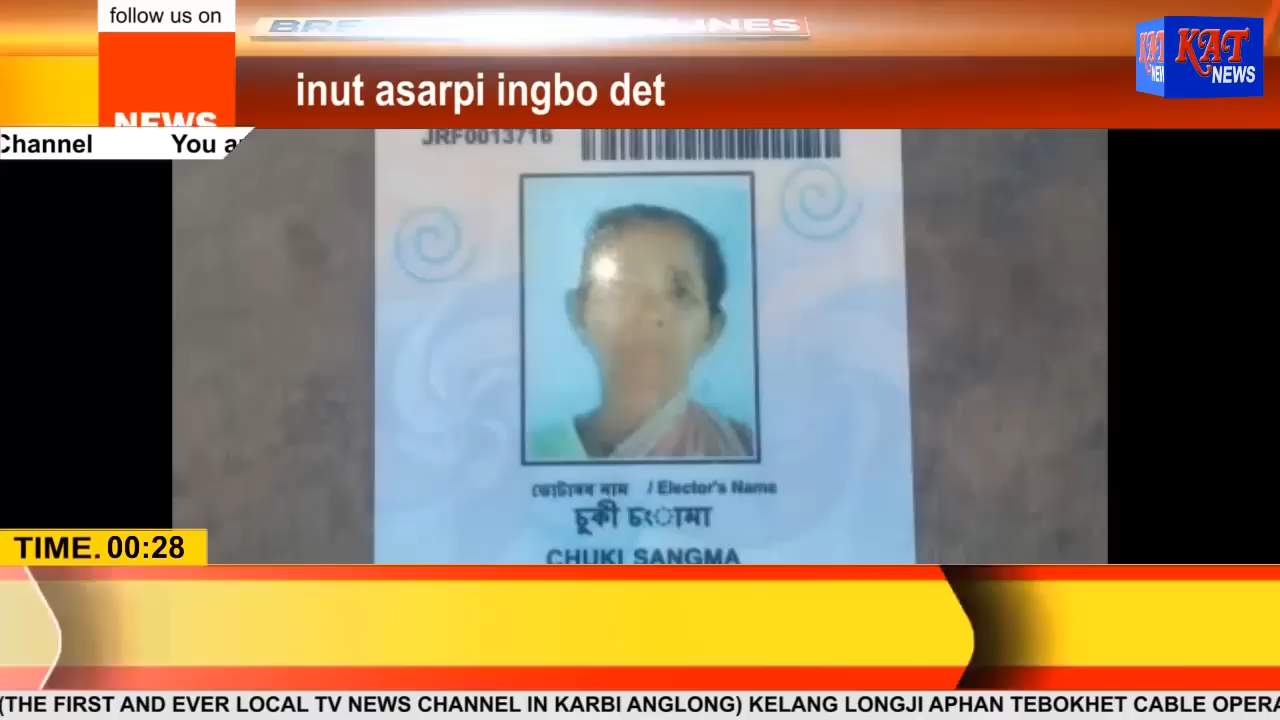 follow us on
inut asarpi ingbo det
KAT
NEWS
NEWS
Channel You
JRF0013716
ভোটাৰৰ নাম / Elector's Name
চুকী চংামা
CHUKI SANGMA
TIME. 00:28
(THE FIRST AND EVER LOCAL TV NEWS CHANNEL IN KARBI ANGLONG) KELANG LONGJI APHAN TEBOKHET CABLE